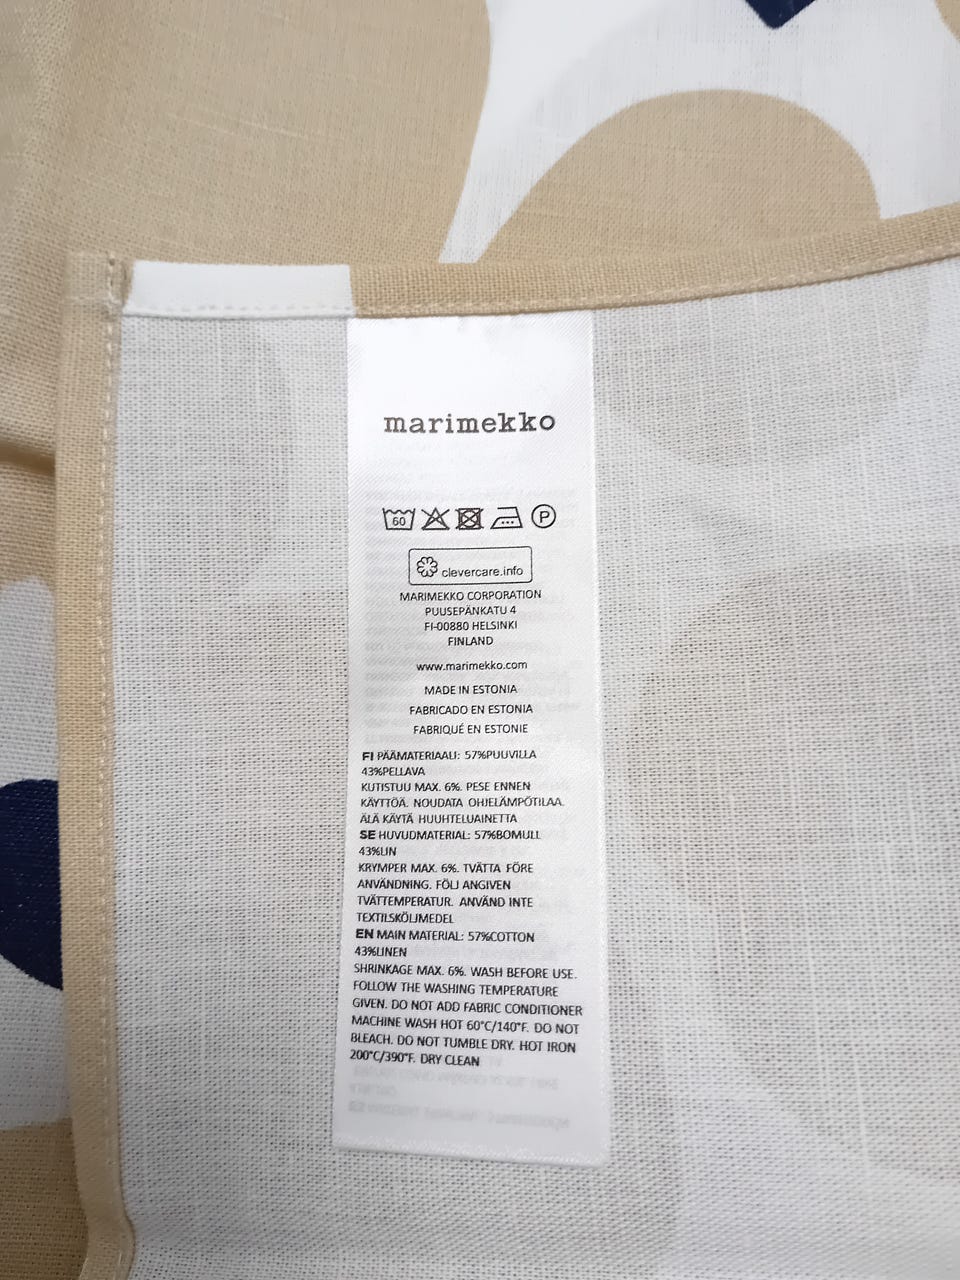 marimekko
60
P
clevercare.info
MARIMEKKO CORPORATION
PUUSEPÄNKATU 4
FI-00880 HELSINKI
FINLAND
www.marimekko.com
MADE IN ESTONIA
FABRICADO EN ESTONIA
FABRIQUÉ EN ESTONIE
FI PÄÄMATERIAALI: 57%PUUVILLA
43%PELLAVA
KUTISTUU MAX. 6%. PESE ENNEN
KÄYTTÖÄ. NOUDATA OHJELÄMPÖTILAA.
ÄLÄ KÄYTÄ HUUHTELUAINETTA
SE HUVUDMATERIAL: 57%BOMULL
43%LIN
KRYMPER MAX. 6%. TVÄTTA FÖRE
ANVÄNDNING. FÖLJ ANGIVEN
TVÄTTEMPERATUR. ANVÄND INTE
TEXTILSKÖLJMEDEL
EN MAIN MATERIAL: 57%COTTON
43%LINEN
SHRINKAGE MAX. 6%. WASH BEFORE USE.
FOLLOW THE WASHING TEMPERATURE
GIVEN. DO NOT ADD FABRIC CONDITIONER
MACHINE WASH HOT 60°C/140°F. DO NOT
BLEACH. DO NOT TUMBLE DRY. HOT IRON
200°C/390°F. DRY CLEAN